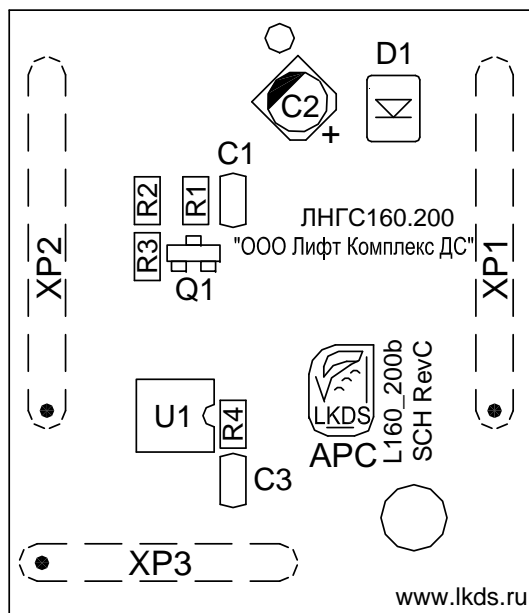 D1
C2
+
C1
R2
R1
ЛНГС160.200
"ООО Лифт Комплекс ДС"
XP2
R3
Q1
XP1
U1
R4
LKDS
APC
L160_200b
SCH RevC
C3
XP3
www.lkds.ru